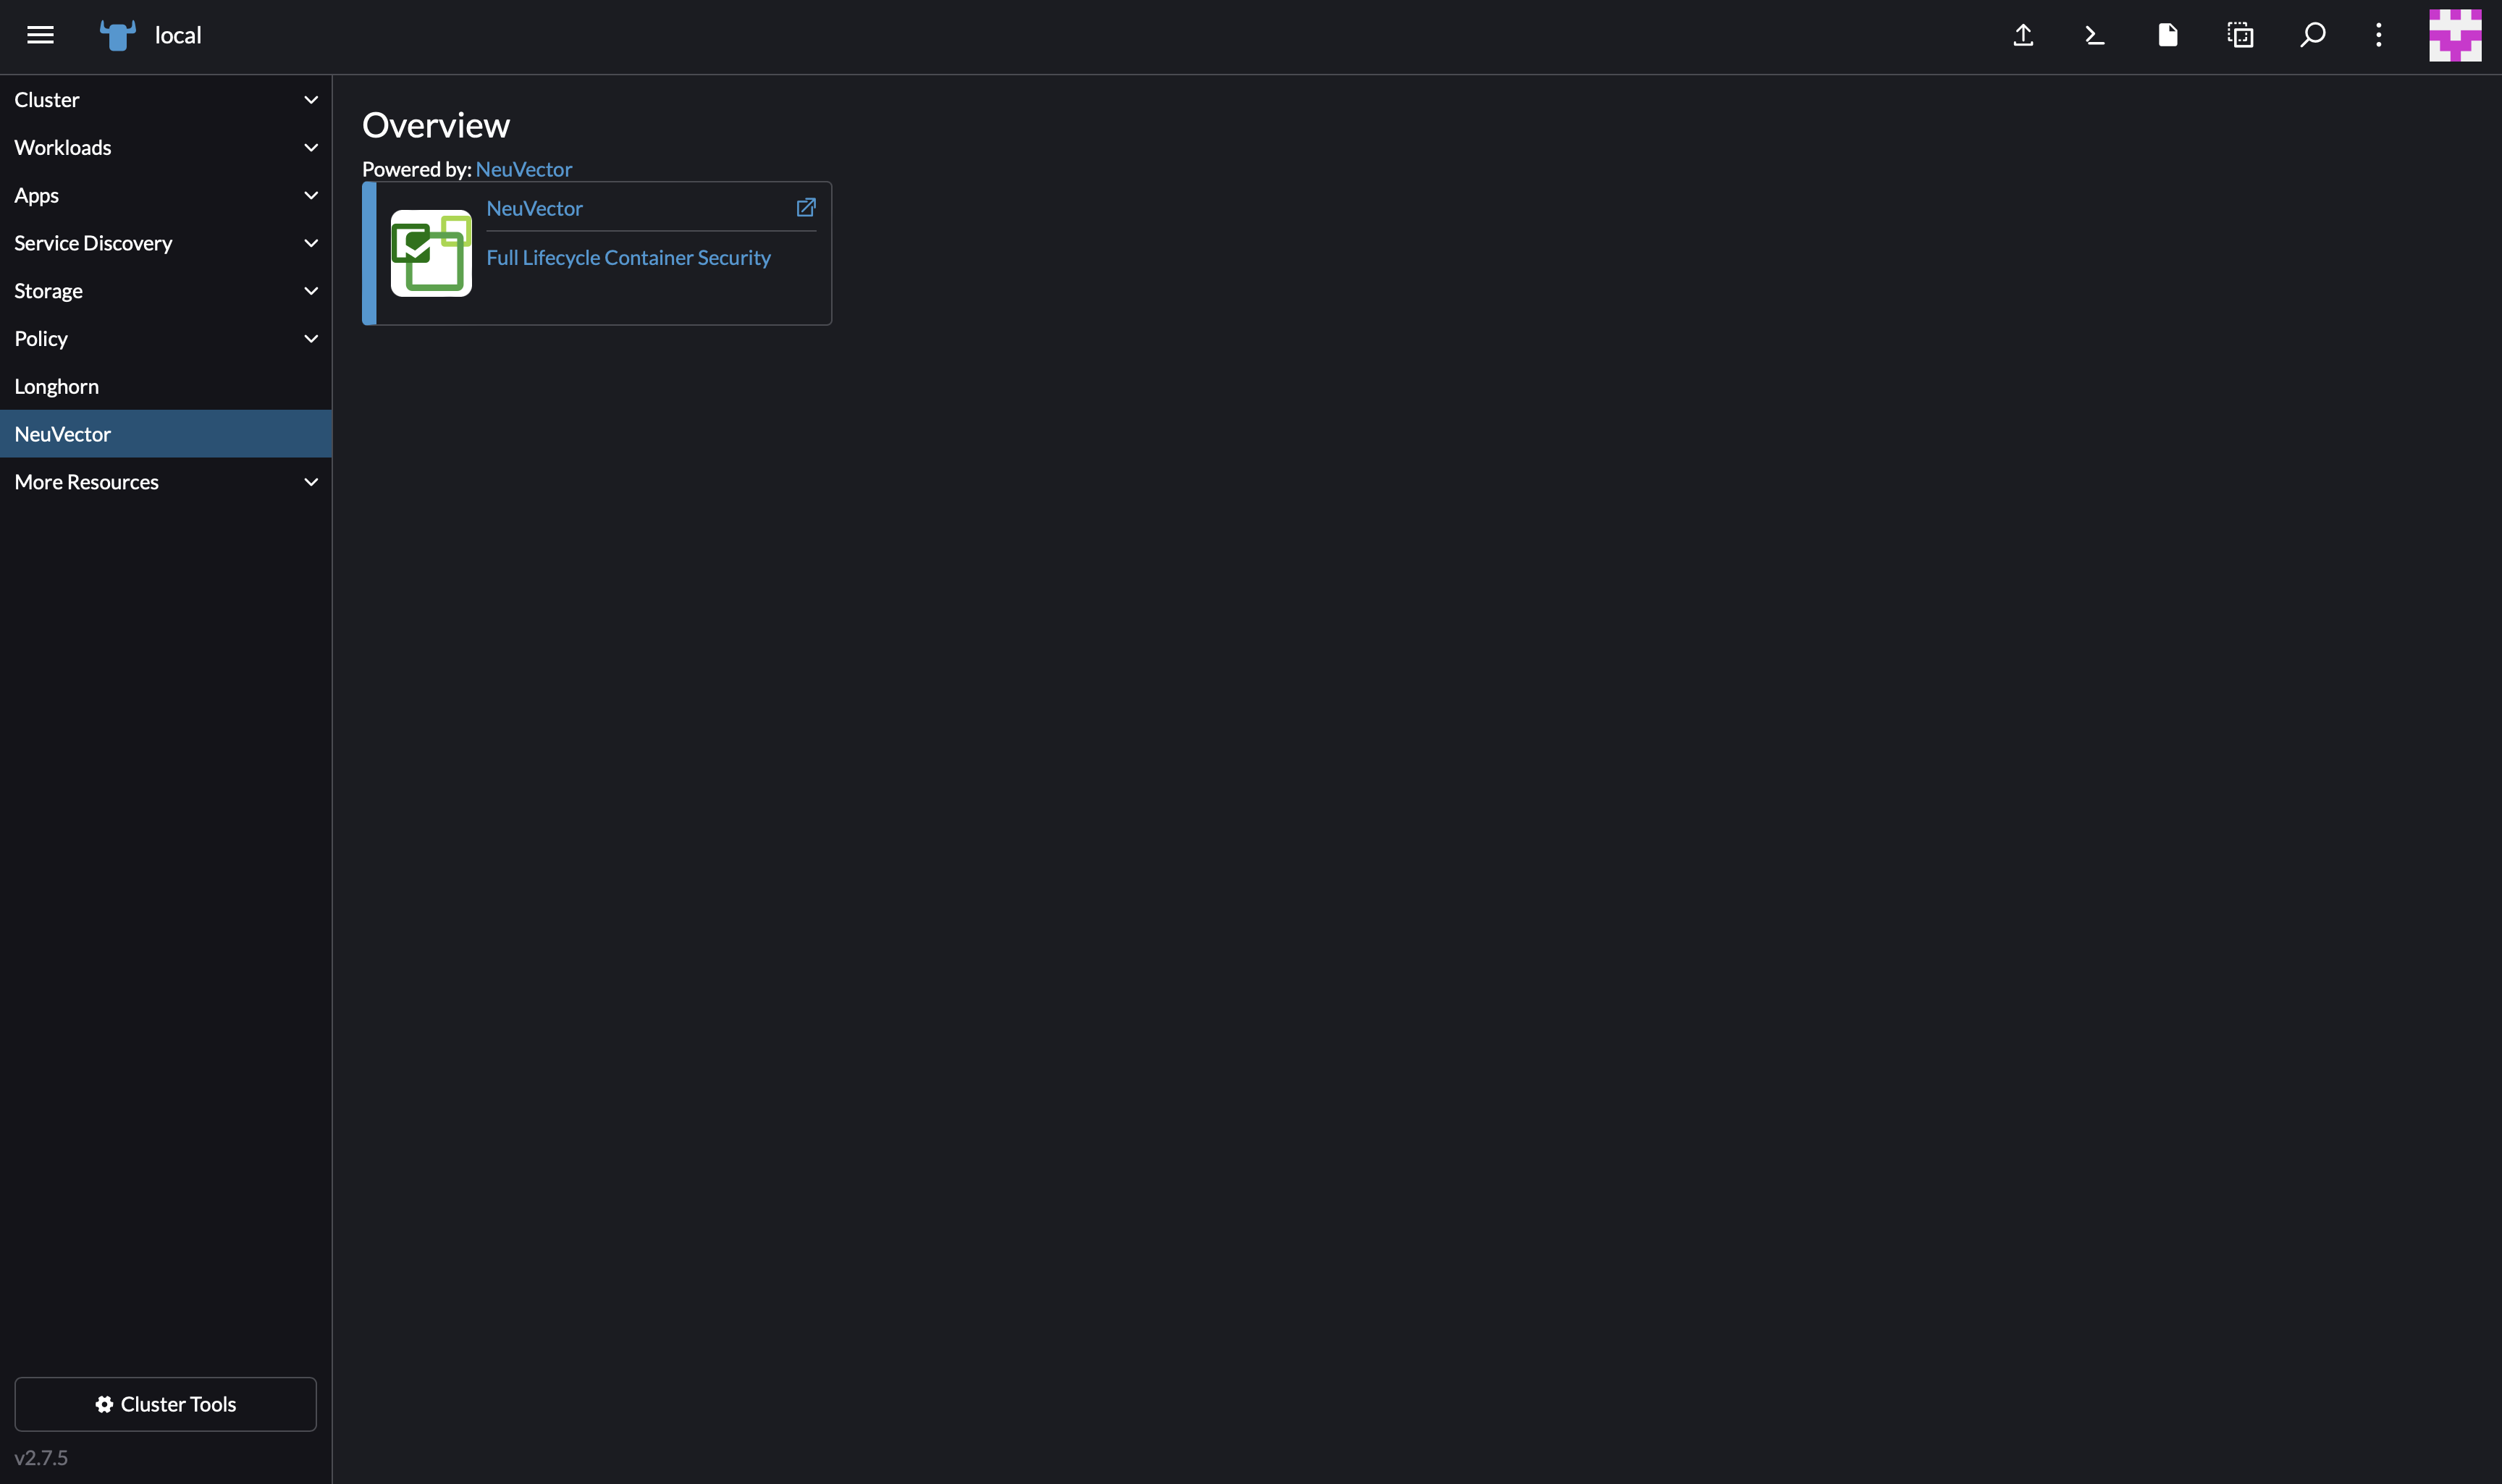 local
Cluster
Workloads
Apps
Service Discovery
Storage
Policy
Longhorn
NeuVector
More Resources
Cluster Tools
v2.7.5
Overview
Powered by: NeuVector
NeuVector
Full Lifecycle Container Security